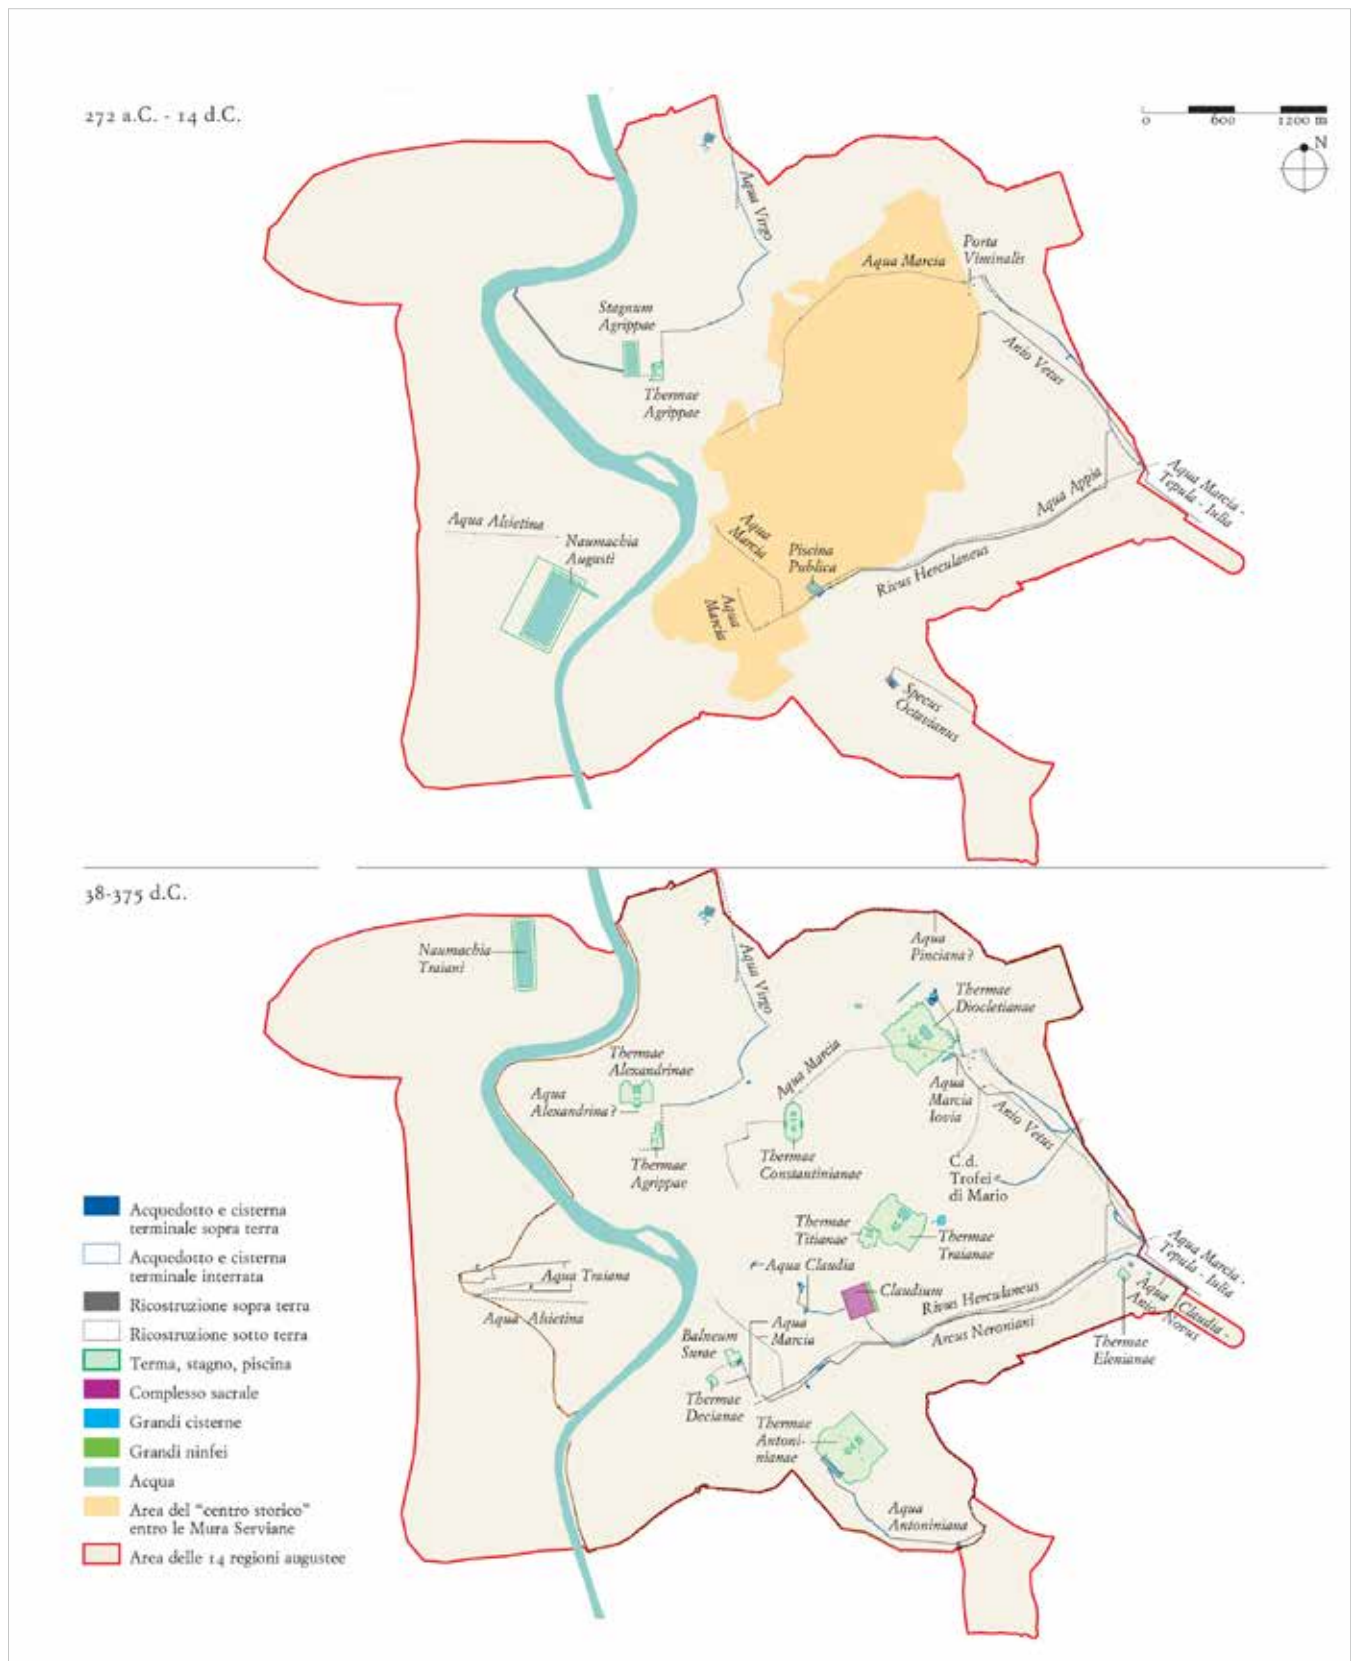 272 a.C. - 14 d.C.
0 600 1200 m
N
Aqua Virgo
Porta
Viminalis
Aqua Marcia
Stagnum
Agrippae
Anio Vetus
Thermae
Agrippae
Aqua Marcia -
Tepula - Iulia
Aqua Appia
Aqua Alsietina
Naumachia
Augusti
Aqua
Marcia
Piscina
Publica
Rivus Herculaneus
Aqua
Marcia
Specus
Octavianus
38-375 d.C.
Naumachia
Traiani
Aqua Virgo
Aqua
Pinciana ?
Thermae
Diocletianae
Thermae
Alexandrinae
Aqua
Alexandrina ?
Aqua Marcia
Aqua
Marcia
Iovia
Anio Vetus
Thermae
Agrippae
Thermae
Constantinianae
C.d.
Trofei
di Mario
Thermae
Titianae
Thermae
Traianae
Aqua Claudia
Aqua Marcia -
Tepula - Iulia
Aqua Traiana
Claudium
Rivus Herculaneus
Aqua Claudia -
Anio Novus
Aqua Alsietina
Aqua
Marcia
Arcus Neroniani
Balneum
Surae
Thermae
Elenianae
Thermae
Decianae
Thermae
Antoni-
nianae
Aqua
Antoniniana
Acquedotto e cisterna
terminale sopra terra
Acquedotto e cisterna
terminale interrata
Ricostruzione sopra terra
Ricostruzione sotto terra
Terma, stagno, piscina
Complesso sacrale
Grandi cisterne
Grandi ninfei
Acqua
Area del "centro storico"
entro le Mura Serviane
Area delle 14 regioni augustee